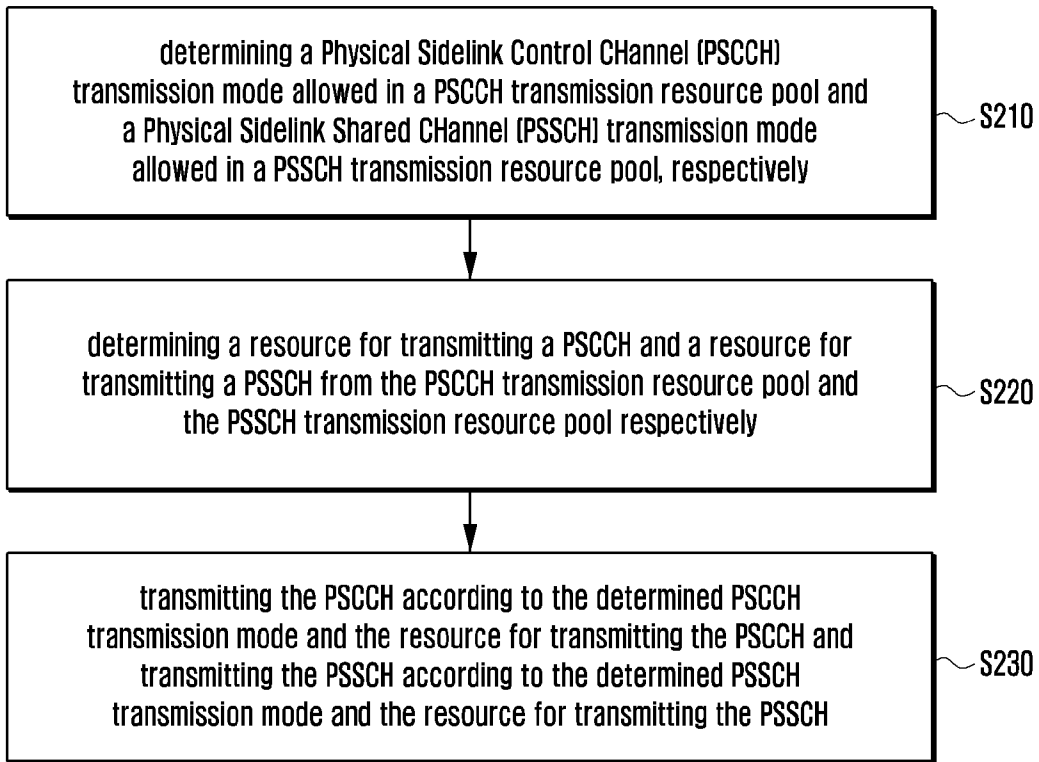 determining a Physical Sidelink Control CHannel (PSCCH)
transmission mode allowed in a PSCCH transmission resource pool and
a Physical Sidelink Shared CHannel (PSSCH) transmission mode
allowed in a PSSCH transmission resource pool, respectively
S210
determining a resource for transmitting a PSCCH and a resource for
transmitting a PSSCH from the PSCCH transmission resource pool and
the PSSCH transmission resource pool respectively
S220
transmitting the PSCCH according to the determined PSCCH
transmission mode and the resource for transmitting the PSCCH and
transmitting the PSSCH according to the determined PSSCH
transmission mode and the resource for transmitting the PSSCH
S230